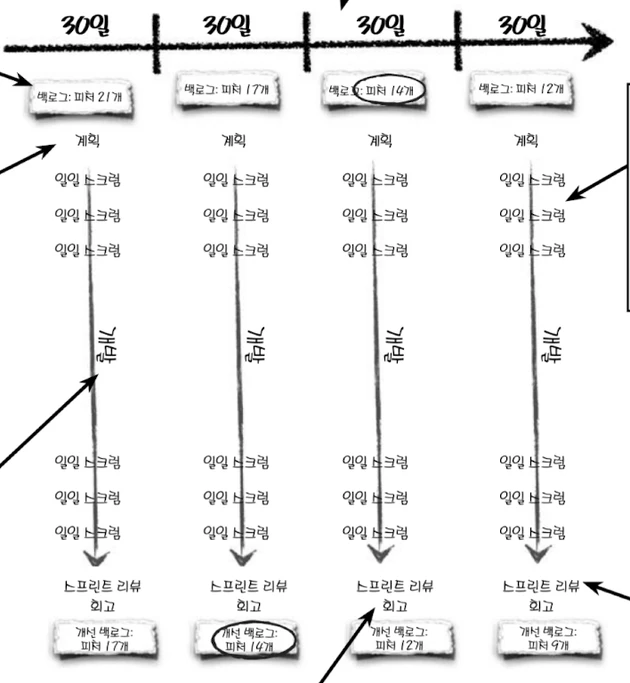 30일 30일 30일 30일
백로그: 피처 21개 백로그: 피처 17개 백로그: 피처 14개 백로그: 피처 12개
계획 계획 계획 계획
일일 스크럼 일일 스크럼 일일 스크럼 일일 스크럼
일일 스크럼 일일 스크럼 일일 스크럼 일일 스크럼
일일 스크럼 일일 스크럼 일일 스크럼 일일 스크럼
개발 개발 개발 개발
일일 스크럼 일일 스크럼 일일 스크럼 일일 스크럼
일일 스크럼 일일 스크럼 일일 스크럼 일일 스크럼
일일 스크럼 일일 스크럼 일일 스크럼 일일 스크럼
스프린트 리뷰 스프린트 리뷰 스프린트 리뷰 스프린트 리뷰
회고 회고 회고 회고
개선 백로그: 개선 백로그: 개선 백로그: 개선 백로그:
피처 17개 피처 14개 피처 12개 피처 9개